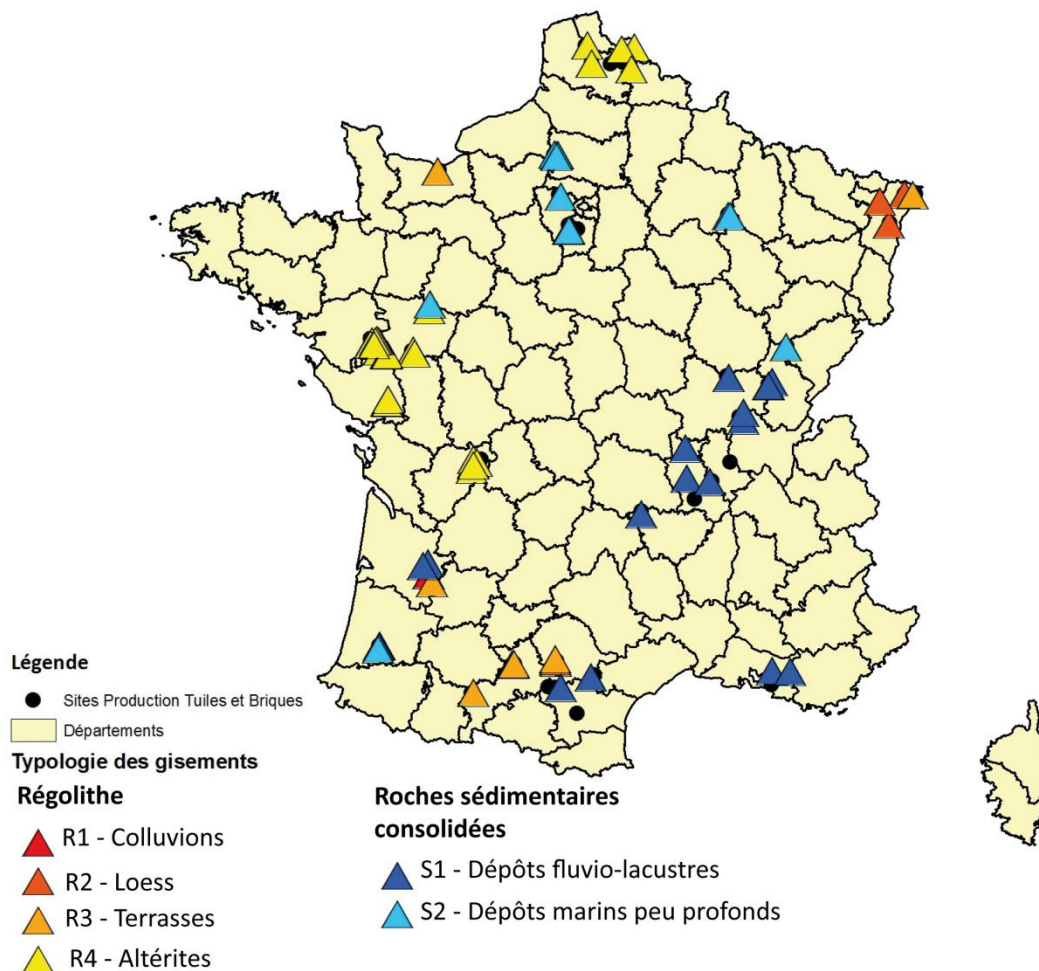 Légende
Sites Production Tuiles et Briques
Départements
Typologie des gisements
Régolithe
R1 - Colluvions
R2 - Loess
R3 - Terrasses
R4 - Altérites
Roches sédimentaires
consolidées
S1 - Dépôts fluvio-lacustres
S2 - Dépôts marins peu profonds